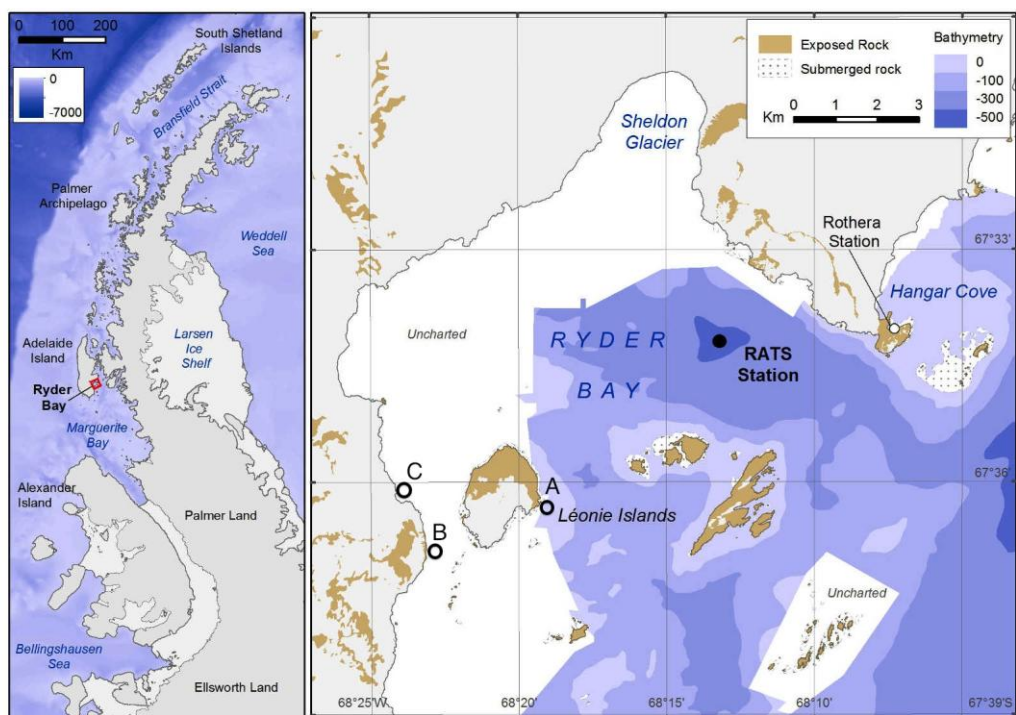 0 100 200
Km
0
-7000
South Shetland
Islands
Bransfield Strait
Palmer
Archipelago
Weddell
Sea
Adelaide
Island
Larsen
Ice
Shelf
Ryder
Bay
Marguerite
Bay
Alexander
Island
Palmer Land
Bellingshausen
Sea
Ellsworth Land
Exposed Rock
Submerged rock
Km
0 1 2 3
Bathymetry
0
-100
-300
-500
Sheldon
Glacier
Rothera
Station
67°33'
Hangar Cove
Uncharted
RYDER
BAY
RATS
Station
67°36'
C
A
Léonie Islands
B
Uncharted
68°25'W
68°19'
68°15'
68°10'
67°39'S